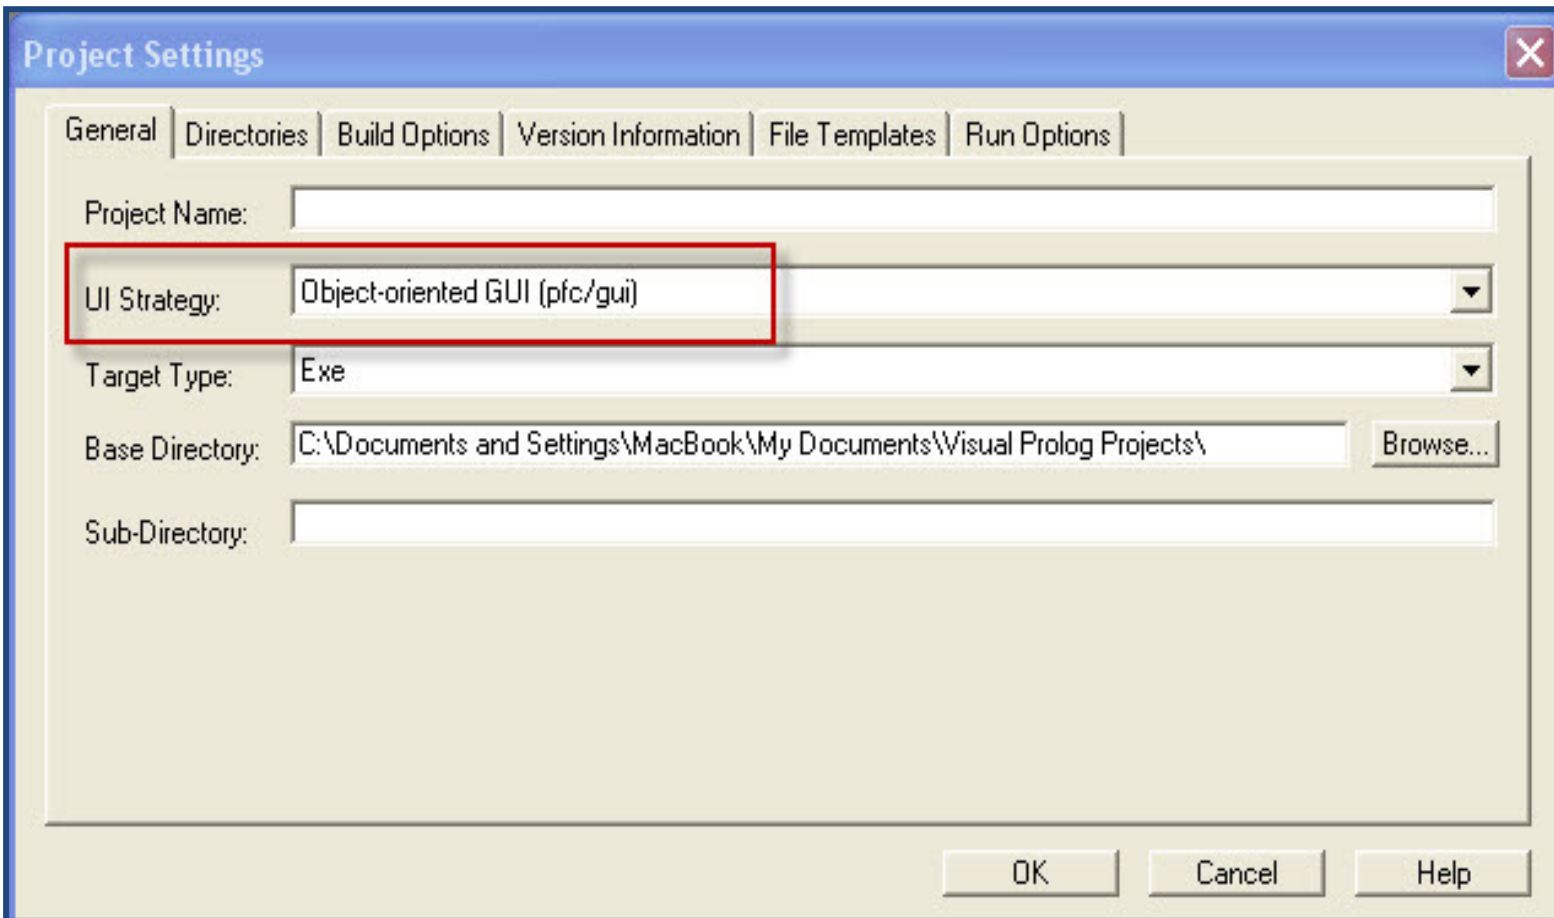 Project Settings
General Directories Build Options Version Information File Templates Run Options
Project Name:
UI Strategy: Object-oriented GUI (pfc/gui)
Target Type: Exe
Base Directory: C:\Documents and Settings\MacBook\My Documents\Visual Prolog Projects\ Browse...
Sub-Directory:
OK Cancel Help